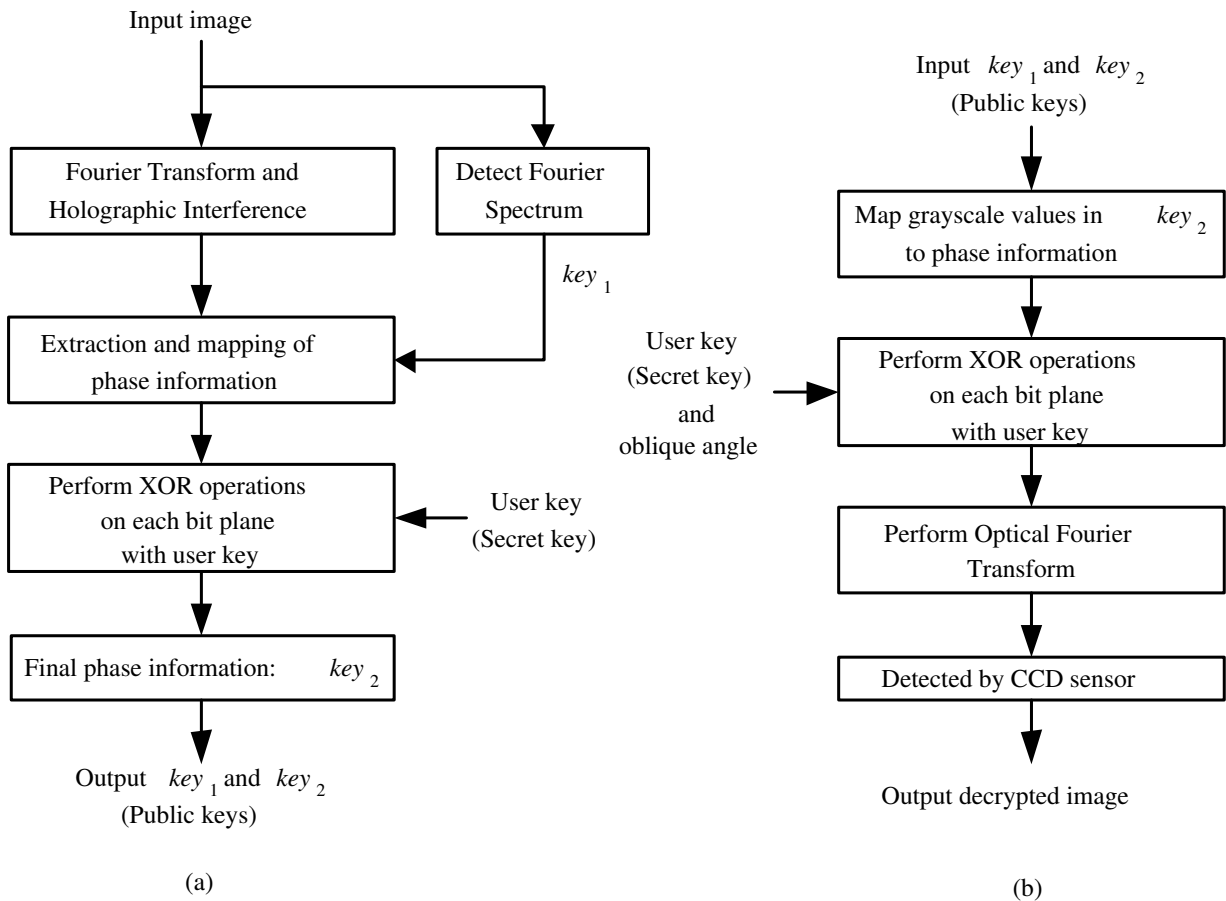 Input image
Fourier Transform and
Holographic Interference
Detect Fourier
Spectrum
key 1
Extraction and mapping of
phase information
Perform XOR operations
on each bit plane
with user key
User key
(Secret key)
Final phase information: key 2
Output key 1 and key 2
(Public keys)
(a)
Input key 1 and key 2
(Public keys)
Map grayscale values in key 2
to phase information
User key
(Secret key)
and
oblique angle
Perform XOR operations
on each bit plane
with user key
Perform Optical Fourier
Transform
Detected by CCD sensor
Output decrypted image
(b)